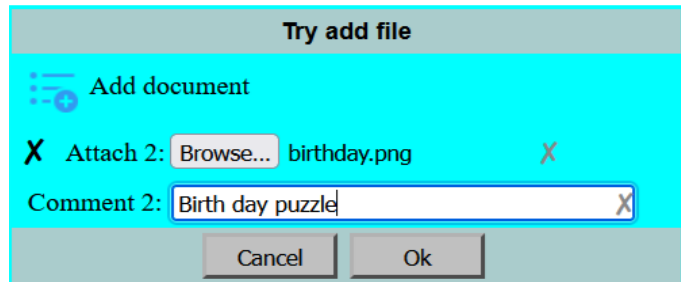 Try add file
Add document
✗ Attach 2: Browse... birthday.png ✗
Comment 2: Birth day puzzle ✗
Cancel Ok